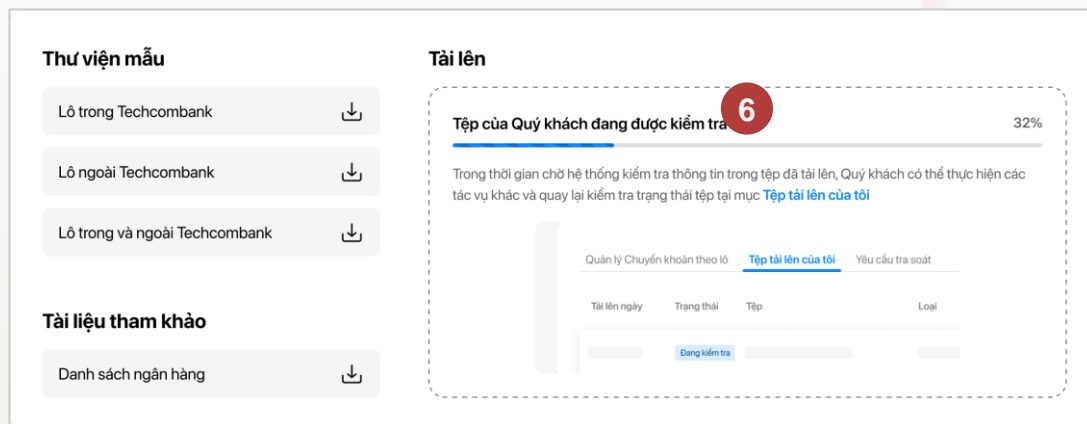 Thư viện mẫu
Lô trong Techcombank
Lô ngoài Techcombank
Lô trong và ngoài Techcombank
Tài liệu tham khảo
Danh sách ngân hàng
Tải lên
6
Tệp của Quý khách đang được kiểm tra
32%
Trong thời gian chờ hệ thống kiểm tra thông tin trong tệp đã tải lên, Quý khách có thể thực hiện các
tác vụ khác và quay lại kiểm tra trạng thái tệp tại mục Tệp tải lên của tôi
Quản lý Chuyển khoản theo lô Tệp tải lên của tôi Yêu cầu tra soát
Tải lên ngày Trạng thái Tệp Loại
Đang kiểm tra